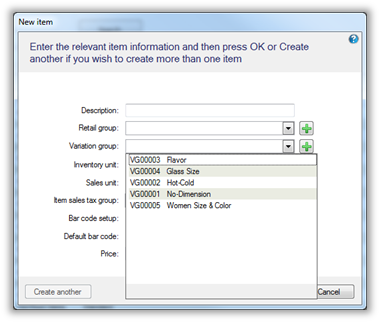 New item
Enter the relevant item information and then press OK or Create
another if you wish to create more than one item
Description:
Retail group:
Variation group:
Inventory unit:
VG00003 Flavor
VG00004 Glass Size
Sales unit:
VG00002 Hot-Cold
Item sales tax group:
VG00001 No-Dimension
VG00005 Women Size & Color
Bar code setup:
Default bar code:
Price:
Create another
Cancel